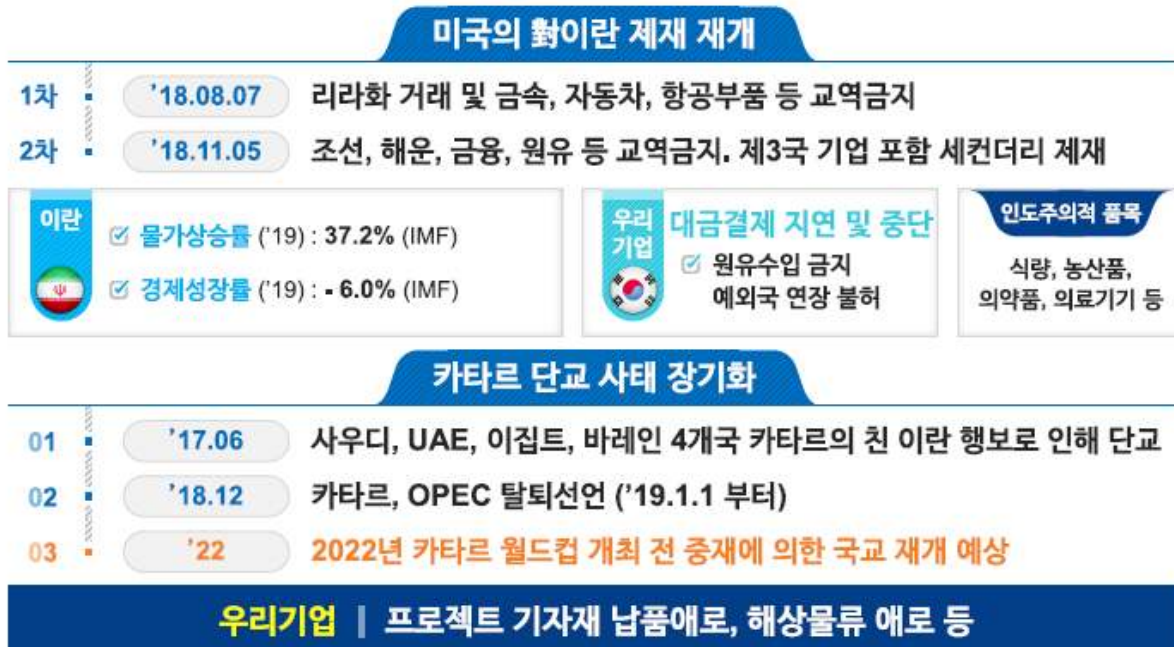 미국의 對이란 제재 재개
1차 '18.08.07 리라화 거래 및 금속, 자동차, 항공부품 등 교역금지
2차 '18.11.05 조선, 해운, 금융, 원유 등 교역금지. 제3국 기업 포함 세컨더리 제재
이란
물가상승률 ('19) : 37.2% (IMF)
경제성장률 ('19) : - 6.0% (IMF)
우리
기업
대금결제 지연 및 중단
원유수입 금지
예외국 연장 불허
인도주의적 품목
식량, 농산품,
의약품, 의료기기 등
카타르 단교 사태 장기화
01 '17.06 사우디, UAE, 이집트, 바레인 4개국 카타르의 친 이란 행보로 인해 단교
02 '18.12 카타르, OPEC 탈퇴선언 ('19.1.1 부터)
03 '22 2022년 카타르 월드컵 개최 전 중재에 의한 국교 재개 예상
우리기업 | 프로젝트 기자재 납품애로, 해상물류 애로 등